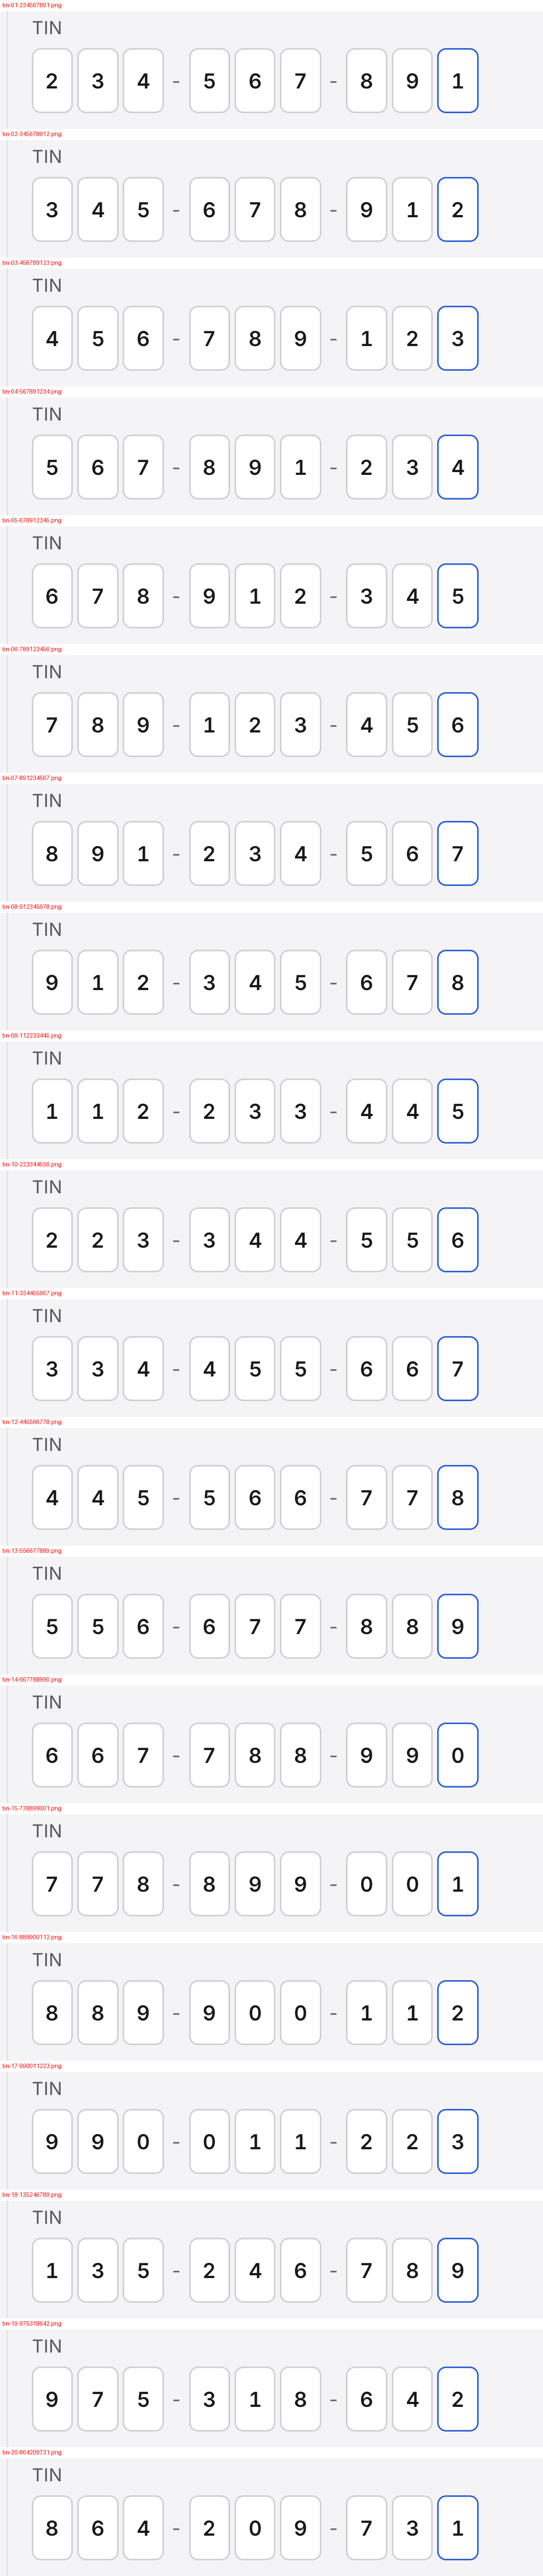 tin-01-234567891.png
TIN
2 3 4 - 5 6 7 - 8 9 1
tin-02-345678912.png
TIN
3 4 5 - 6 7 8 - 9 1 2
tin-03-456789123.png
TIN
4 5 6 - 7 8 9 - 1 2 3
tin-04-567891234.png
TIN
5 6 7 - 8 9 1 - 2 3 4
tin-05-678912345.png
TIN
6 7 8 - 9 1 2 - 3 4 5
tin-06-789123456.png
TIN
7 8 9 - 1 2 3 - 4 5 6
tin-07-891234567.png
TIN
8 9 1 - 2 3 4 - 5 6 7
tin-08-912345678.png
TIN
9 1 2 - 3 4 5 - 6 7 8
tin-09-112233445.png
TIN
1 1 2 - 2 3 3 - 4 4 5
tin-10-223344556.png
TIN
2 2 3 - 3 4 4 - 5 5 6
tin-11-334455667.png
TIN
3 3 4 - 4 5 5 - 6 6 7
tin-12-445566778.png
TIN
4 4 5 - 5 6 6 - 7 7 8
tin-13-556677889.png
TIN
5 5 6 - 6 7 7 - 8 8 9
tin-14-667788990.png
TIN
6 6 7 - 7 8 8 - 9 9 0
tin-15-778899001.png
TIN
7 7 8 - 8 9 9 - 0 0 1
tin-16-889900112.png
TIN
8 8 9 - 9 0 0 - 1 1 2
tin-17-990011223.png
TIN
9 9 0 - 0 1 1 - 2 2 3
tin-18-135246789.png
TIN
1 3 5 - 2 4 6 - 7 8 9
tin-19-975318642.png
TIN
9 7 5 - 3 1 8 - 6 4 2
tin-20-864209731.png
TIN
8 6 4 - 2 0 9 - 7 3 1